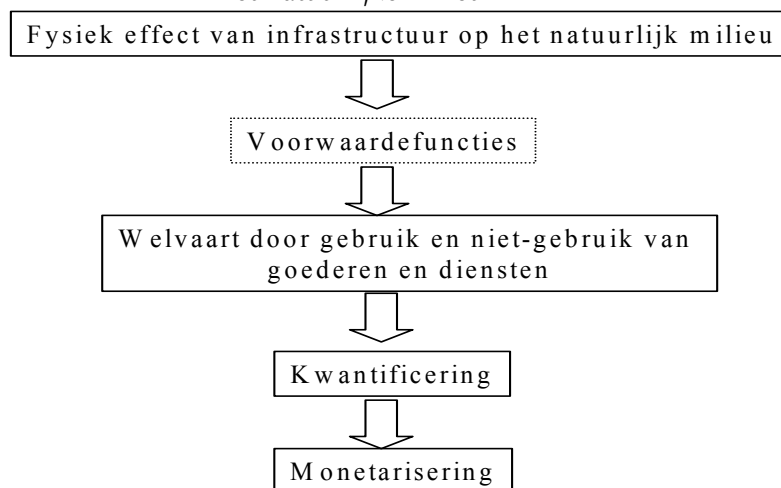 Fysiek effect van infrastructuur op het natuurlijk milieu
Voorwaardefuncties
Welvaart door gebruik en niet-gebruik van
goederen en diensten
Kwantificering
Monetarisering